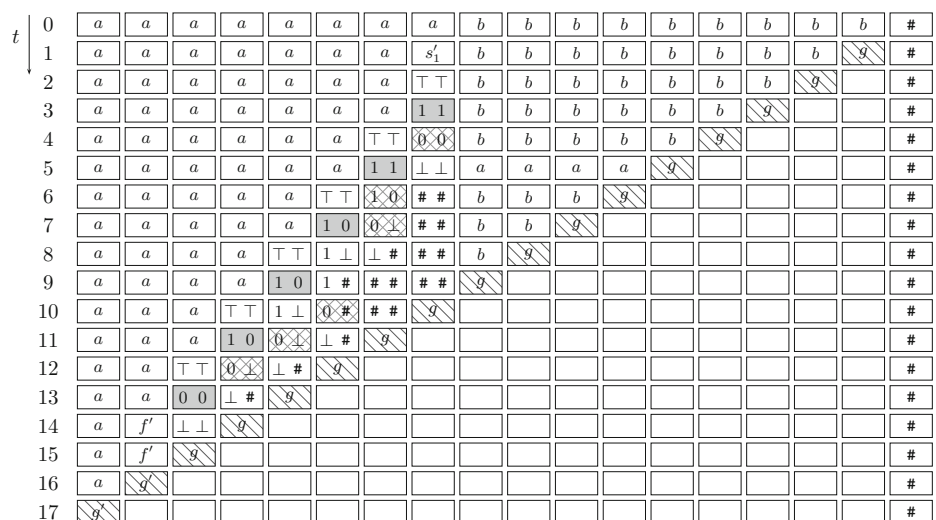 t
0 a a a a a a a a b b b b b b b b b #
1 a a a a a a a s′₁ b b b b b b b b g #
2 a a a a a a a ⊤ ⊤ b b b b b b b g #
3 a a a a a a a 1 1 b b b b b b g #
4 a a a a a a ⊤ ⊤ 0 0 b b b b b g #
5 a a a a a a 1 1 ⊥ ⊥ a a a a g #
6 a a a a a ⊤ ⊤ 1 0 # # b b b g #
7 a a a a a 1 0 0 ⊥ # # b b g #
8 a a a a ⊤ ⊤ 1 ⊥ ⊥ # # # b g #
9 a a a a 1 0 1 # # # # # g #
10 a a a ⊤ ⊤ 1 ⊥ 0 # # # g #
11 a a a 1 0 0 ⊥ ⊥ # g #
12 a a ⊤ ⊤ 0 ⊥ ⊥ # g #
13 a a 0 0 ⊥ # g #
14 a f′ ⊥ ⊥ g #
15 a f′ g #
16 a g′ #
17 g′ #